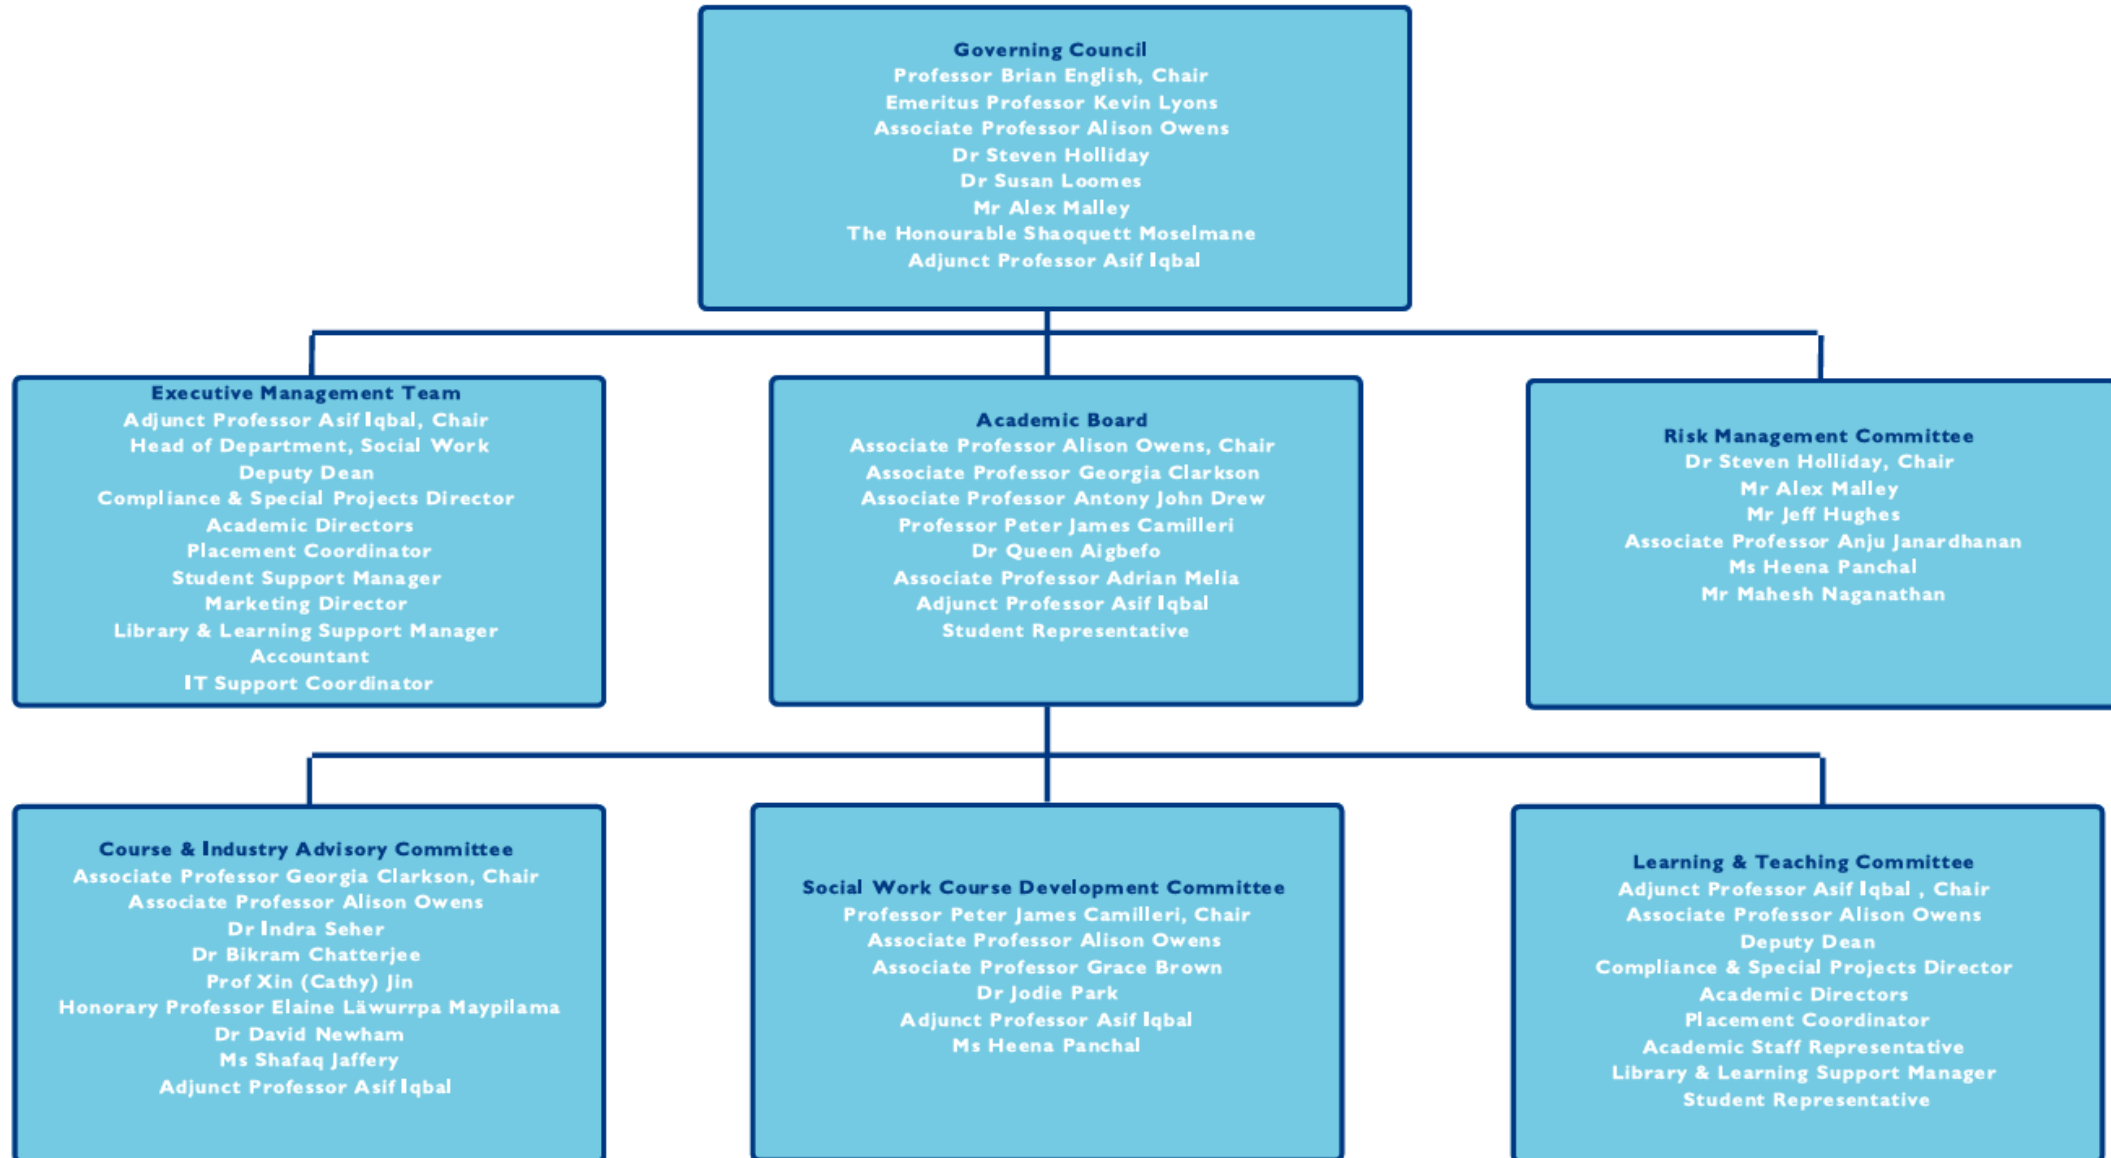 Governing Council
Professor Brian English, Chair
Emeritus Professor Kevin Lyons
Associate Professor Alison Owens
Dr Steven Holliday
Dr Susan Loomes
Mr Alex Malley
The Honourable Shaoquett Moselmane
Adjunct Professor Asif Iqbal
Executive Management Team
Adjunct Professor Asif Iqbal, Chair
Head of Department, Social Work
Deputy Dean
Compliance & Special Projects Director
Academic Directors
Placement Coordinator
Student Support Manager
Marketing Director
Library & Learning Support Manager
Accountant
IT Support Coordinator
Academic Board
Associate Professor Alison Owens, Chair
Associate Professor Georgia Clarkson
Associate Professor Antony John Drew
Professor Peter James Camilleri
Dr Queen Aigbefo
Associate Professor Adrian Melia
Adjunct Professor Asif Iqbal
Student Representative
Risk Management Committee
Dr Steven Holliday, Chair
Mr Alex Malley
Mr Jeff Hughes
Associate Professor Anju Janardhanan
Ms Heena Panchal
Mr Mahesh Naganathan
Course & Industry Advisory Committee
Associate Professor Georgia Clarkson, Chair
Associate Professor Alison Owens
Dr Indra Seher
Dr Bikram Chatterjee
Prof Xin (Cathy) Jin
Honorary Professor Elaine Läwurrpa Maypilama
Dr David Newham
Ms Shafaq Jaffery
Adjunct Professor Asif Iqbal
Social Work Course Development Committee
Professor Peter James Camilleri, Chair
Associate Professor Alison Owens
Associate Professor Grace Brown
Dr Jodie Park
Adjunct Professor Asif Iqbal
Ms Heena Panchal
Learning & Teaching Committee
Adjunct Professor Asif Iqbal , Chair
Associate Professor Alison Owens
Deputy Dean
Compliance & Special Projects Director
Academic Directors
Placement Coordinator
Academic Staff Representative
Library & Learning Support Manager
Student Representative